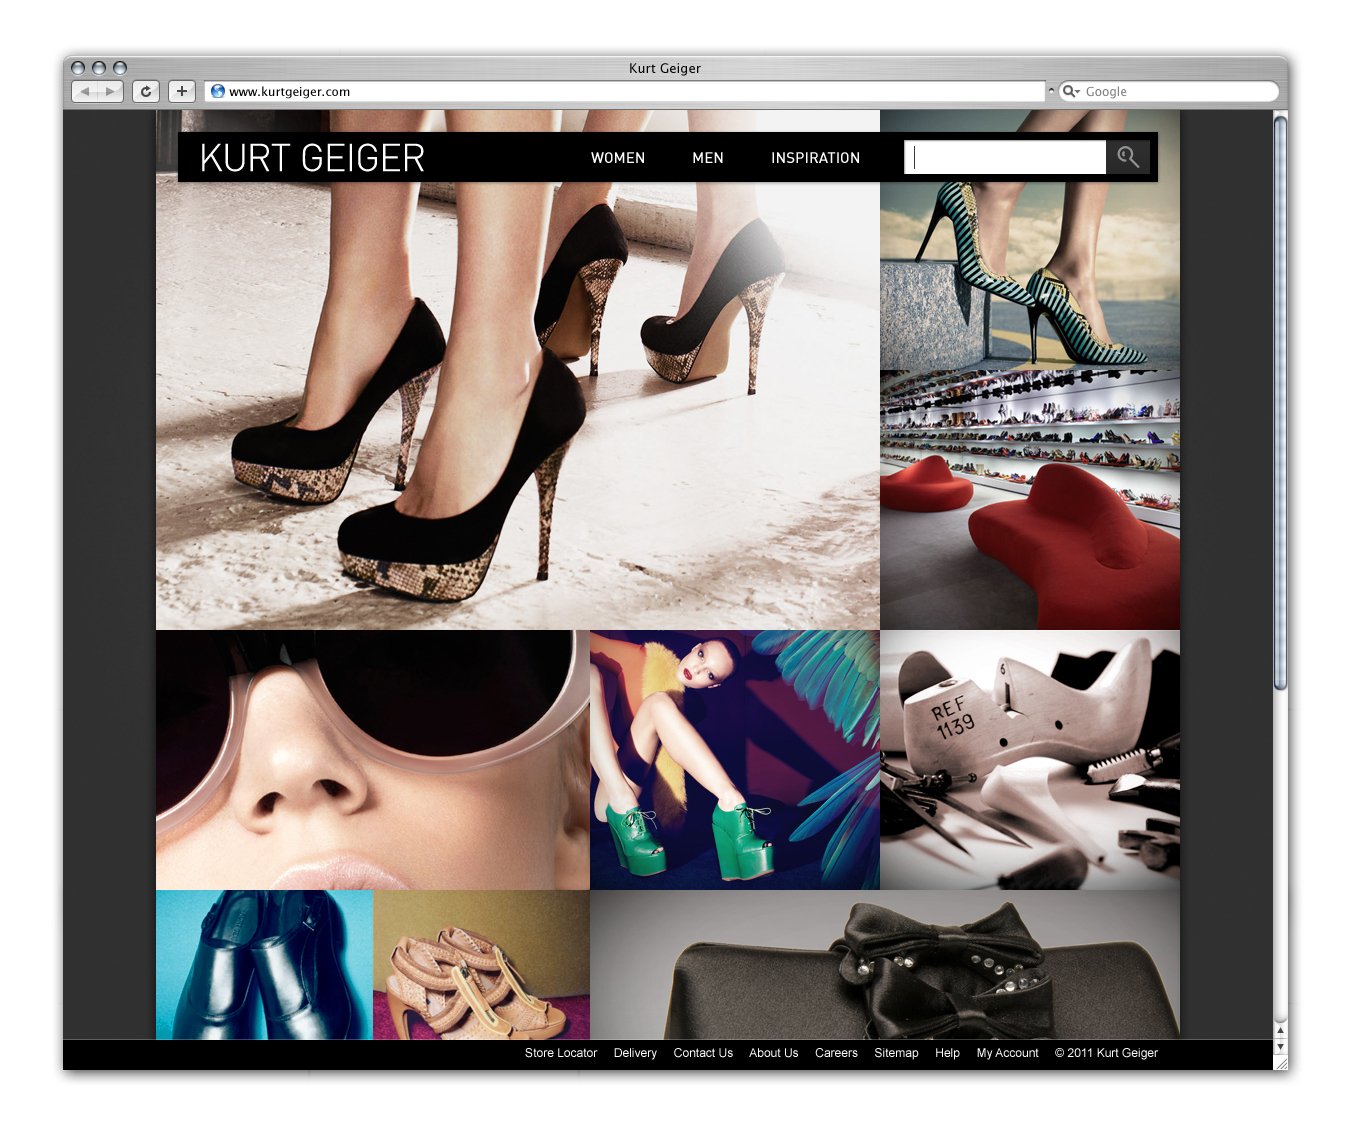 Kurt Geiger
www.kurtgeiger.com
Google
KURT GEIGER
WOMEN
MEN
INSPIRATION
6
REF
1139
Store Locator Delivery Contact Us About Us Careers Sitemap Help My Account © 2011 Kurt Geiger